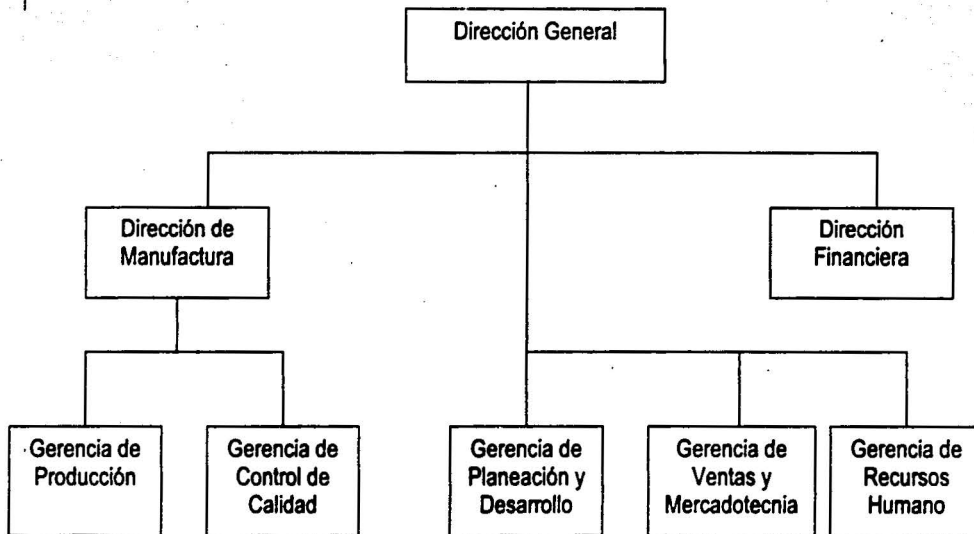 Dirección General
Dirección de
Manufactura
Dirección
Financiera
Gerencia de
Producción
Gerencia de
Control de
Calidad
Gerencia de
Planeación y
Desarrollo
Gerencia de
Ventas y
Mercadotecnia
Gerencia de
Recursos
Humano